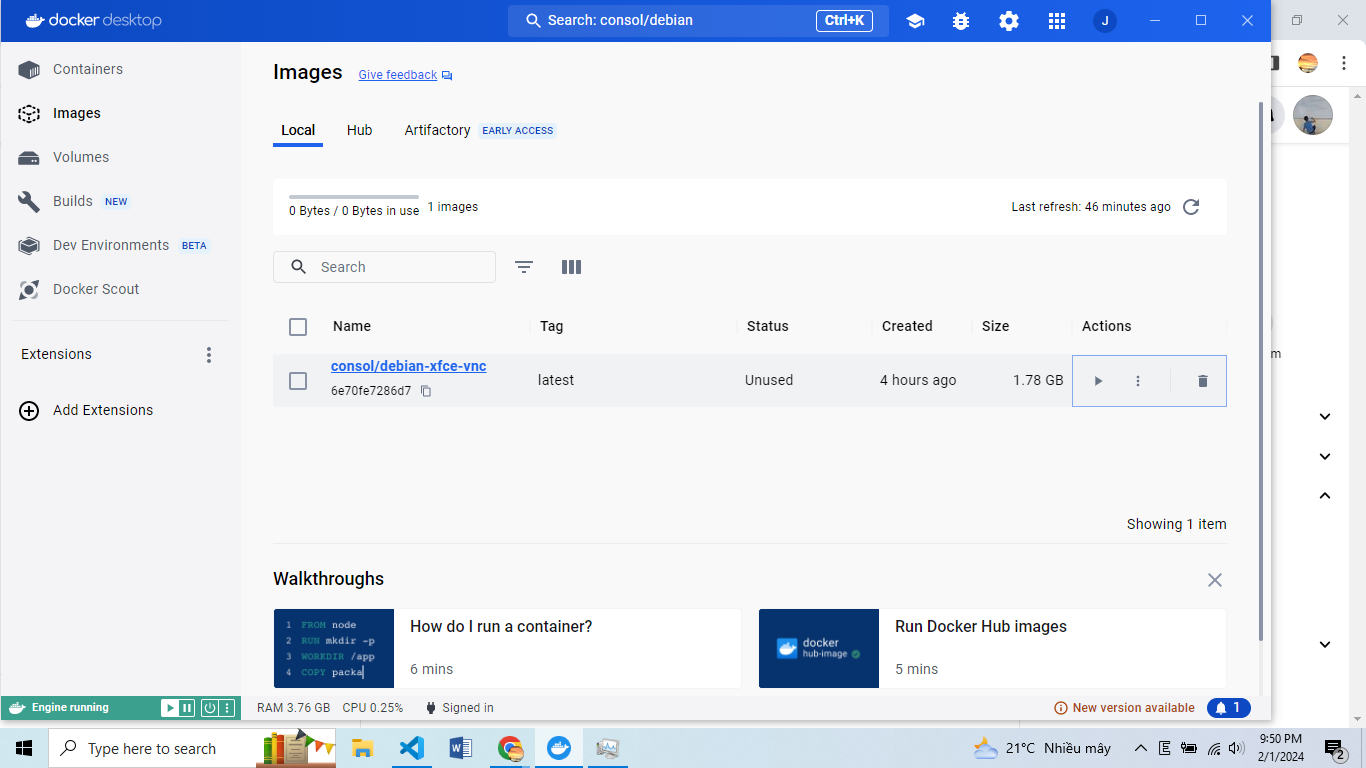 docker desktop
Search: consol/debian
Ctrl+K
J
Containers
Images
Volumes
Builds NEW
Dev Environments BETA
Docker Scout
Extensions
Add Extensions
Images
Give feedback
Local
Hub
Artifactory EARLY ACCESS
0 Bytes / 0 Bytes in use
1 images
Last refresh: 46 minutes ago
Search
Name
Tag
Status
Created
Size
Actions
consol/debian-xfce-vnc
6e70fe7286d7
latest
Unused
4 hours ago
1.78 GB
Showing 1 item
Walkthroughs
1 FROM node
2 RUN mkdir -p
3 WORKDIR /app
4 COPY packa
How do I run a container?
6 mins
docker
hub-image
Run Docker Hub images
5 mins
Engine running
RAM 3.76 GB
CPU 0.25%
Signed in
New version available
1
Type here to search
21°C Nhiều mây
9:50 PM
2/1/2024
2